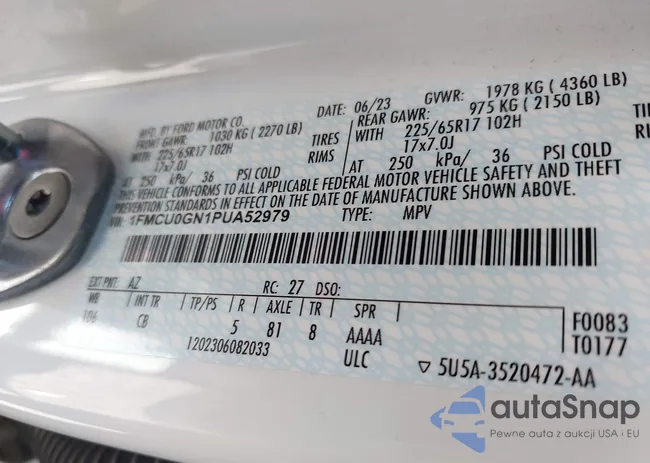 MFD. BY FORD MOTOR CO.
DATE: 06/23 GVWR: 1978 KG ( 4360 LB)
FRONT GAWR: 1030 KG ( 2270 LB)
REAR GAWR: 975 KG ( 2150 LB)
WITH 225/65R17 102H TIRES
WITH 225/65R17 102H
17x7.0J RIMS
17x7.0J
AT 250 kPa/ 36 PSI COLD
AT 250 kPa/ 36 PSI COLD
THIS VEHICLE CONFORMS TO ALL APPLICABLE FEDERAL MOTOR VEHICLE SAFETY AND THEFT
PREVENTION STANDARDS IN EFFECT ON THE DATE OF MANUFACTURE SHOWN ABOVE.
VIN: 1FMCU0GN1PUA52979 TYPE: MPV
EXT PNT: AZ RC: 27 DSO:
WB INT TR TP/PS R AXLE TR SPR
106 CB 5 81 8 AAAA
F0083
T0177
1202306082033 ULC ▽ 5U5A-3520472-AA
autaSnap
Pewne auta z aukcji USA i EU